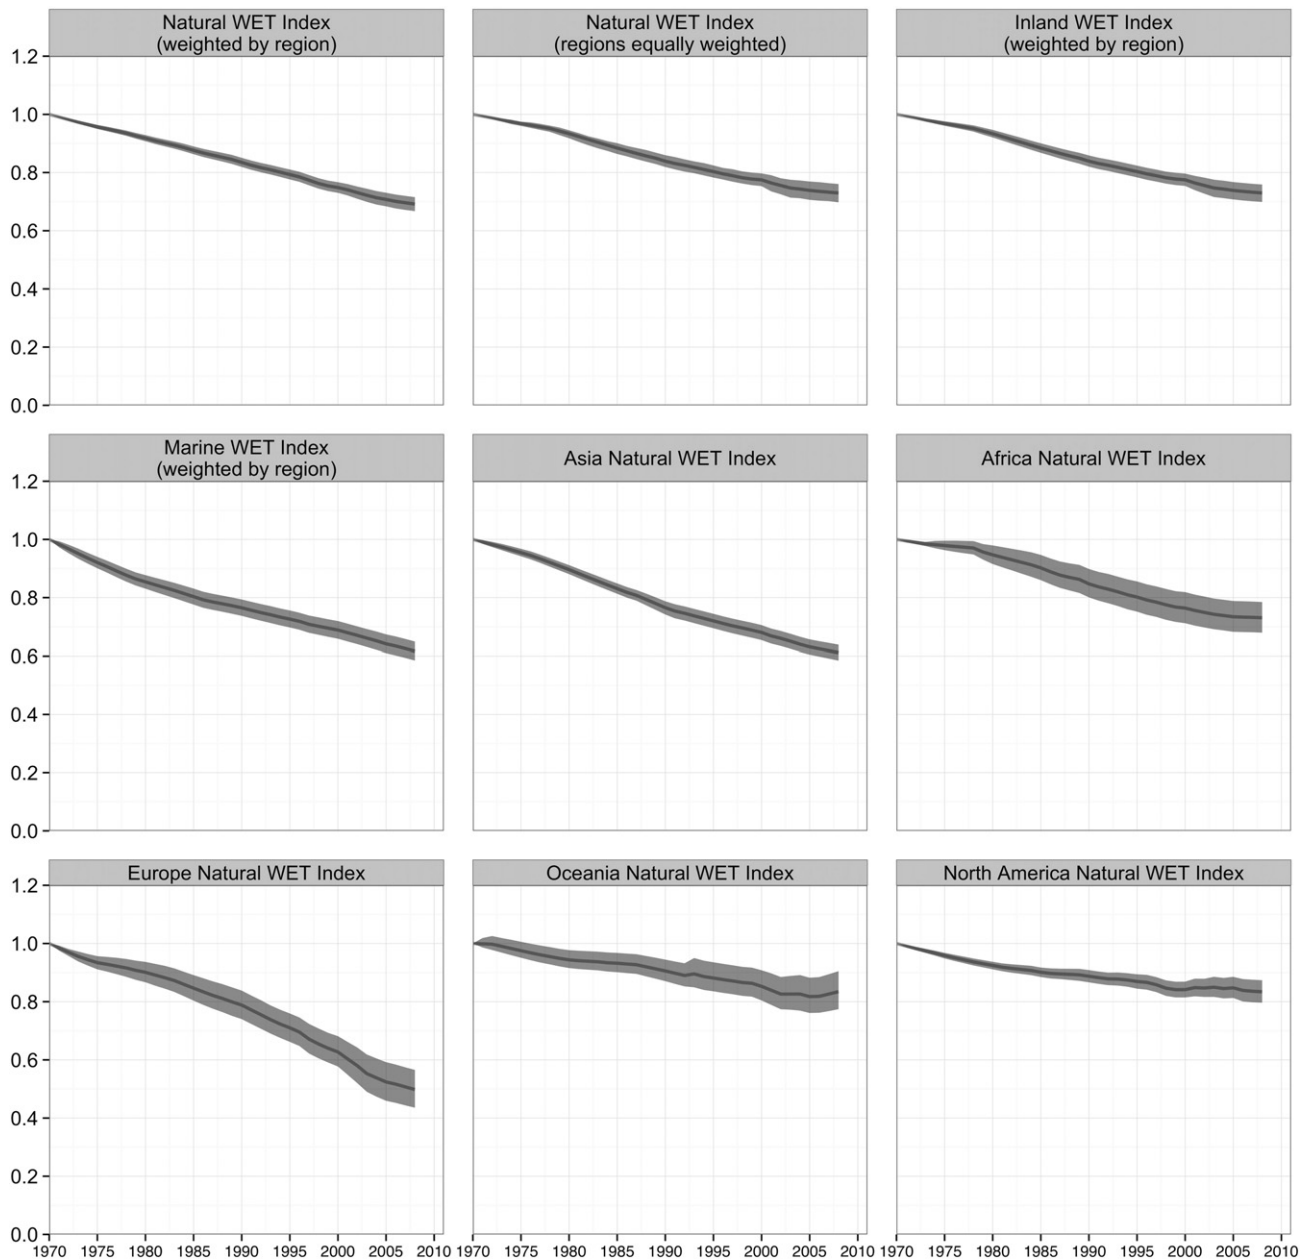 Natural WET Index
(weighted by region)
Natural WET Index
(regions equally weighted)
Inland WET Index
(weighted by region)
1.2
1.0
0.8
0.6
0.4
0.2
0.0
Marine WET Index
(weighted by region)
Asia Natural WET Index
Africa Natural WET Index
1.2
1.0
0.8
0.6
0.4
0.2
0.0
Europe Natural WET Index
Oceania Natural WET Index
North America Natural WET Index
1.2
1.0
0.8
0.6
0.4
0.2
0.0
1970 1975 1980 1985 1990 1995 2000 2005 2010
1970 1975 1980 1985 1990 1995 2000 2005 2010
1970 1975 1980 1985 1990 1995 2000 2005 2010